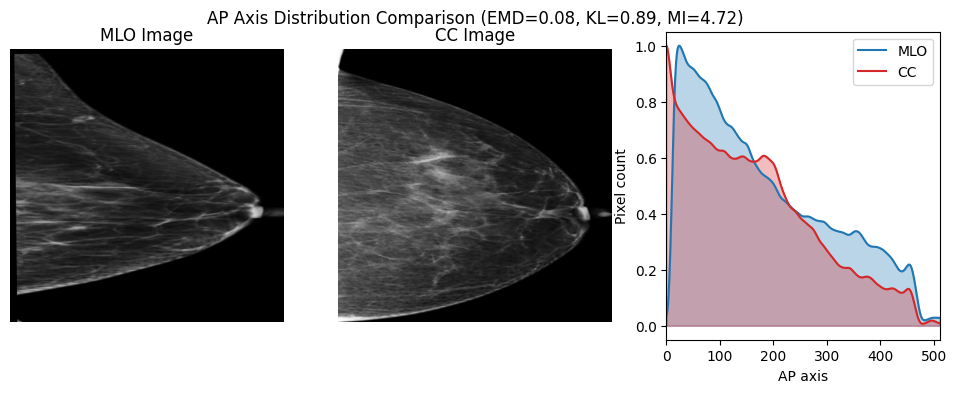 AP Axis Distribution Comparison (EMD=0.08, KL=0.89, MI=4.72)
MLO Image
CC Image
MLO
CC
Pixel count
1.0
0.8
0.6
0.4
0.2
0.0
0 100 200 300 400 500
AP axis